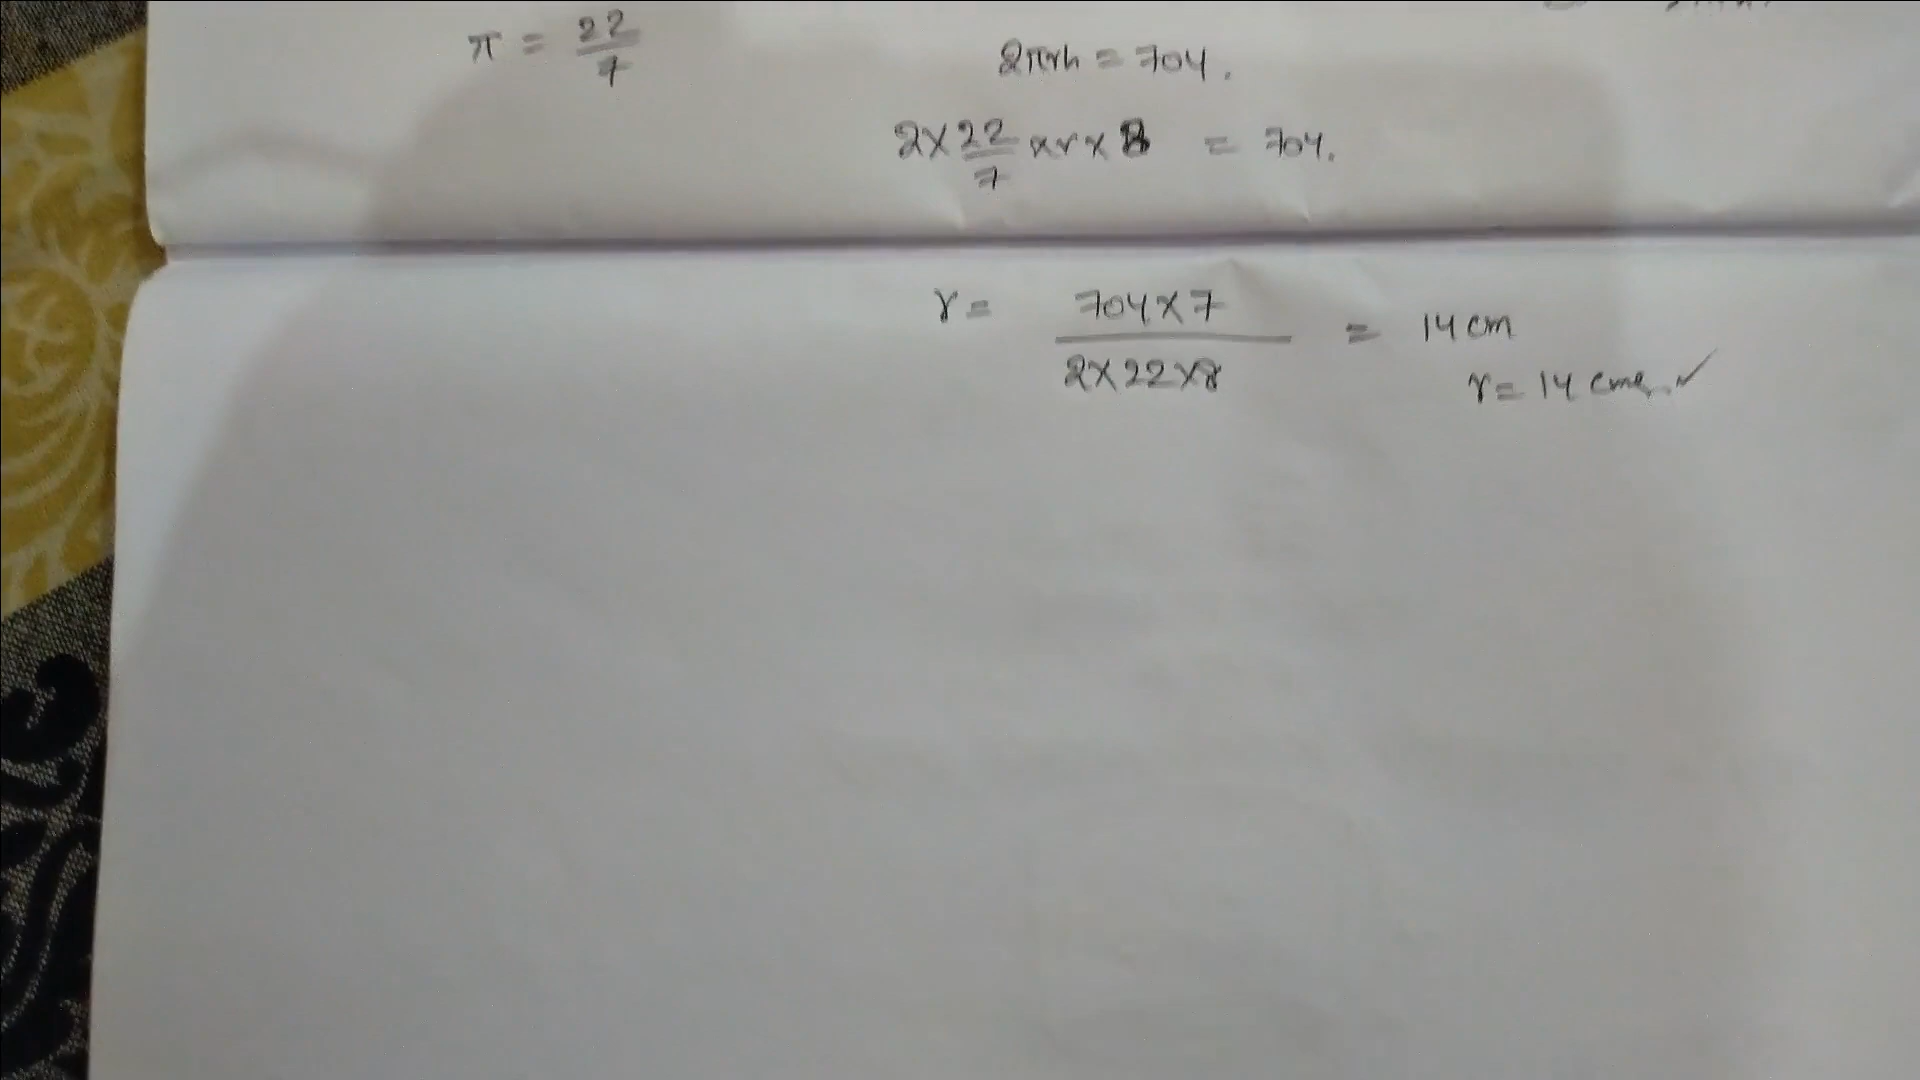 π = 22/7
2πrh = 704.
2 × 22/7 × r × 8 = 704.
r = 704 × 7 / 2 × 22 × 8 = 14 cm
r = 14 cm ✓